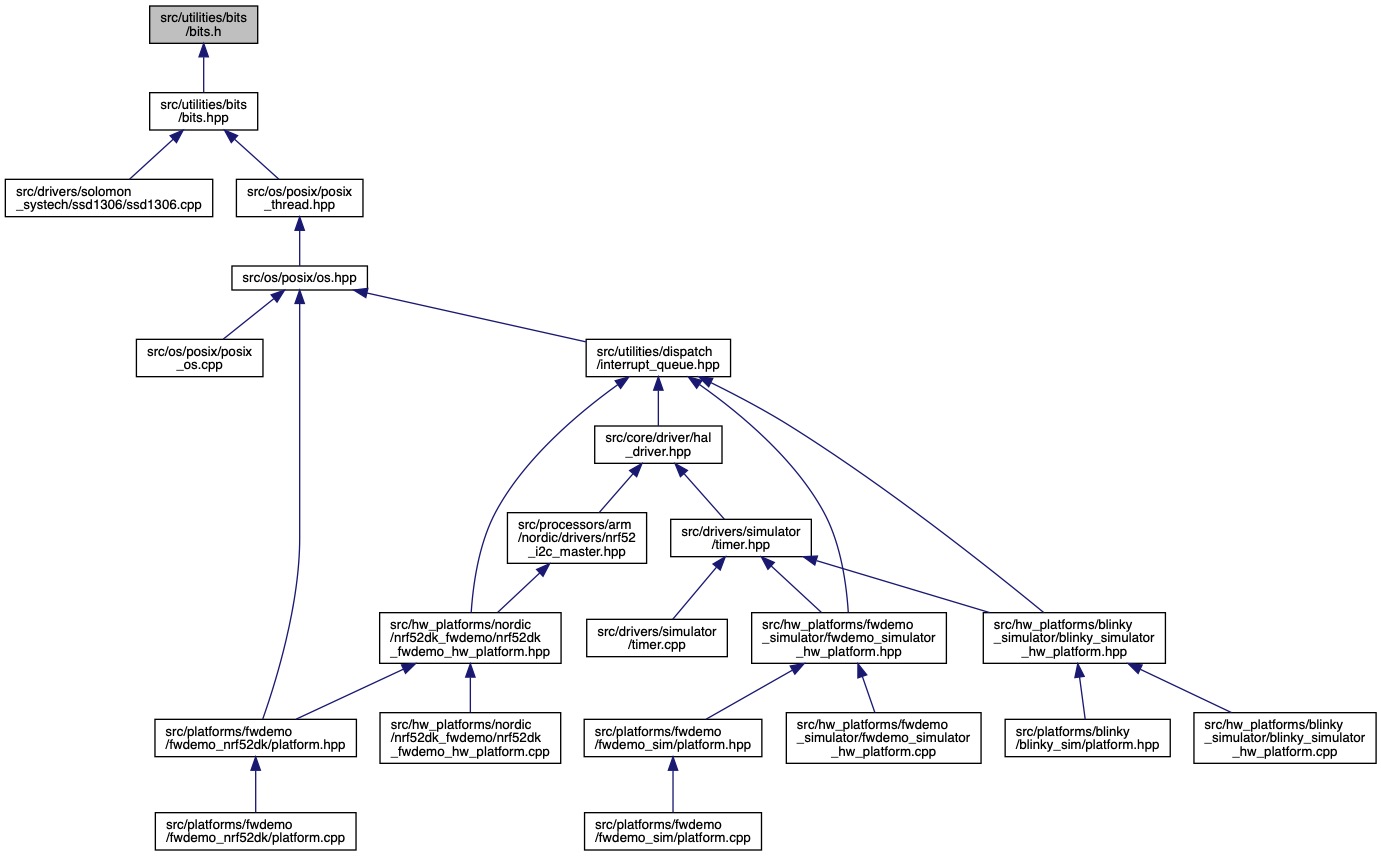 src/utilities/bits
/bits.h
src/utilities/bits
/bits.hpp
src/drivers/solomon
_systech/ssd1306/ssd1306.cpp
src/os/posix/posix
_thread.hpp
src/os/posix/os.hpp
src/os/posix/posix
_os.cpp
src/utilities/dispatch
/interrupt_queue.hpp
src/core/driver/hal
_driver.hpp
src/processors/arm
/nordic/drivers/nrf52
_i2c_master.hpp
src/drivers/simulator
/timer.hpp
src/hw_platforms/nordic
/nrf52dk_fwdemo/nrf52dk
_fwdemo_hw_platform.hpp
src/drivers/simulator
/timer.cpp
src/hw_platforms/fwdemo
_simulator/fwdemo_simulator
_hw_platform.hpp
src/hw_platforms/blinky
_simulator/blinky_simulator
_hw_platform.hpp
src/platforms/fwdemo
/fwdemo_nrf52dk/platform.hpp
src/hw_platforms/nordic
/nrf52dk_fwdemo/nrf52dk
_fwdemo_hw_platform.cpp
src/platforms/fwdemo
/fwdemo_sim/platform.hpp
src/hw_platforms/fwdemo
_simulator/fwdemo_simulator
_hw_platform.cpp
src/platforms/blinky
/blinky_sim/platform.hpp
src/hw_platforms/blinky
_simulator/blinky_simulator
_hw_platform.cpp
src/platforms/fwdemo
/fwdemo_nrf52dk/platform.cpp
src/platforms/fwdemo
/fwdemo_sim/platform.cpp